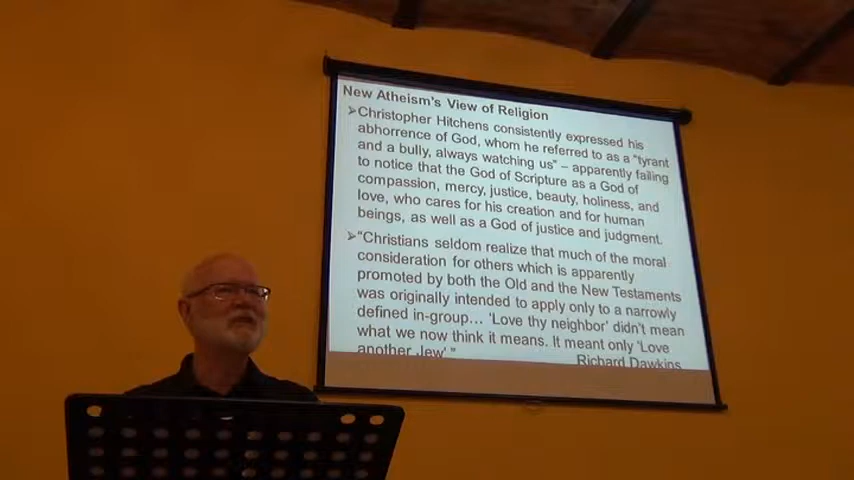 New Atheism's View of Religion
➢Christopher Hitchens consistently expressed his
abhorrence of God, whom he referred to as a "tyrant
and a bully, always watching us" – apparently failing
to notice that the God of Scripture as a God of
compassion, mercy, justice, beauty, holiness, and
love, who cares for his creation and for human
beings, as well as a God of justice and judgment.
➢"Christians seldom realize that much of the moral
consideration for others which is apparently
promoted by both the Old and the New Testaments
was originally intended to apply only to a narrowly
defined in-group... 'Love thy neighbor' didn't mean
what we now think it means. It meant only 'Love
another Jew'" Richard Dawkins